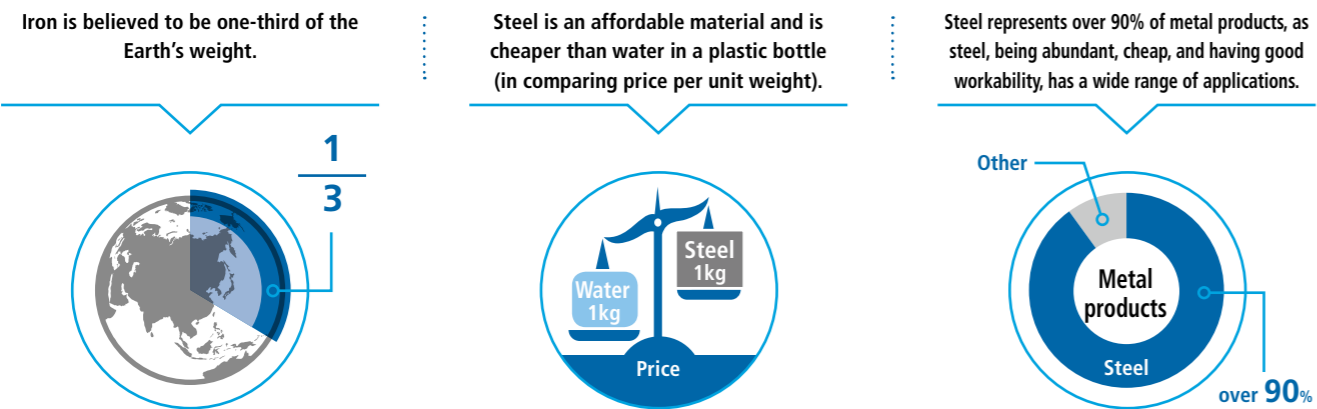 Iron is believed to be one-third of the
Earth’s weight.
1
3
Steel is an affordable material and is
cheaper than water in a plastic bottle
(in comparing price per unit weight).
Steel
1kg
Water
1kg
Price
Steel represents over 90% of metal products, as
steel, being abundant, cheap, and having good
workability, has a wide range of applications.
Other
Metal
products
Steel
over 90%